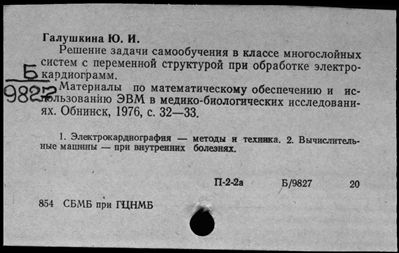 Галушкина Ю. И.
Решение задачи самообучения в классе многослойных
систем с переменной структурой при обработке электро-
кардиограмм.
Б
9827
Материалы по математическому обеспечению и ис-
пользованию ЭВМ в медико-биологических исследовани-
ях. Обнинск, 1976, с. 32—33.
1. Электрокардиография — методы и техника. 2. Вычислитель-
ные машины — при внутренних болезнях.
П-2-2а Б/9827 20
854 СБМБ при ГЦНМБ